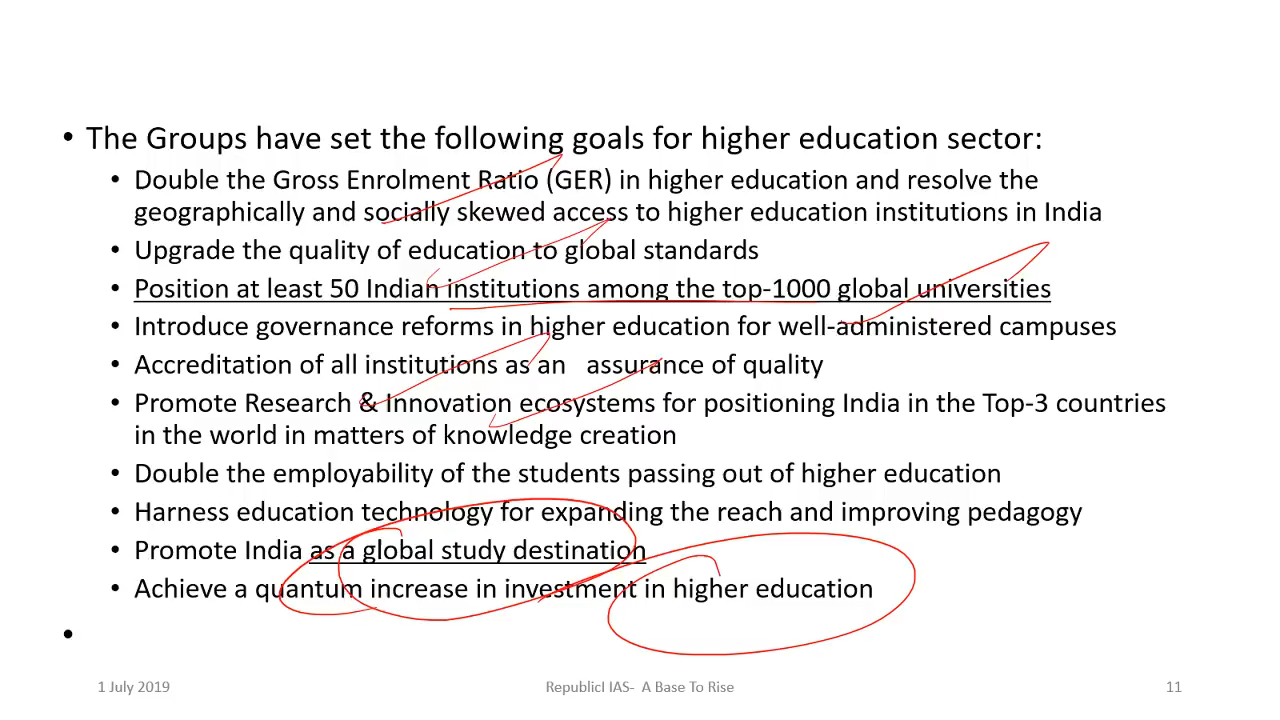 • The Groups have set the following goals for higher education sector:
• Double the Gross Enrolment Ratio (GER) in higher education and resolve the
geographically and socially skewed access to higher education institutions in India
• Upgrade the quality of education to global standards
• Position at least 50 Indian institutions among the top-1000 global universities
• Introduce governance reforms in higher education for well-administered campuses
• Accreditation of all institutions as an assurance of quality
• Promote Research & Innovation ecosystems for positioning India in the Top-3 countries
in the world in matters of knowledge creation
• Double the employability of the students passing out of higher education
• Harness education technology for expanding the reach and improving pedagogy
• Promote India as a global study destination
• Achieve a quantum increase in investment in higher education
•
1 July 2019 RepublicI IAS- A Base To Rise 11